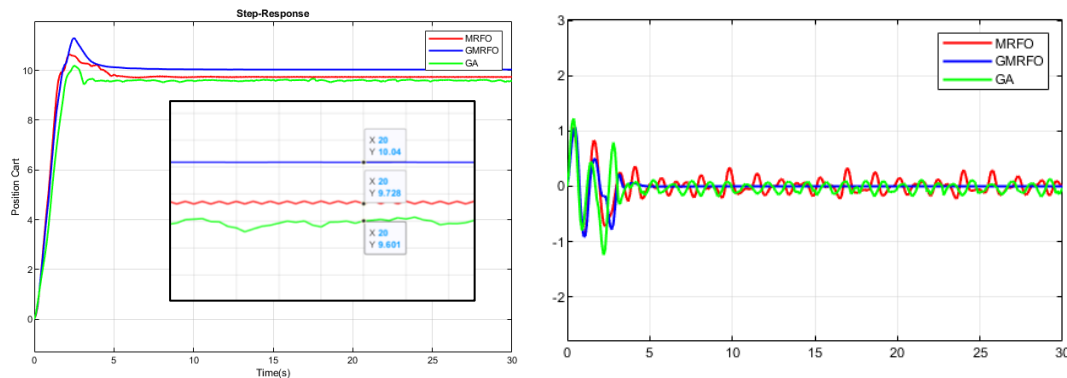 Step-Response
MRFO
GMRFO
GA
Position Cart
10
8
6
4
2
0
X 20
Y 10.04
X 20
Y 9.728
X 20
Y 9.601
0 5 10 15 20 25 30
Time(s)
MRFO
GMRFO
GA
3
2
1
0
-1
-2
0 5 10 15 20 25 30